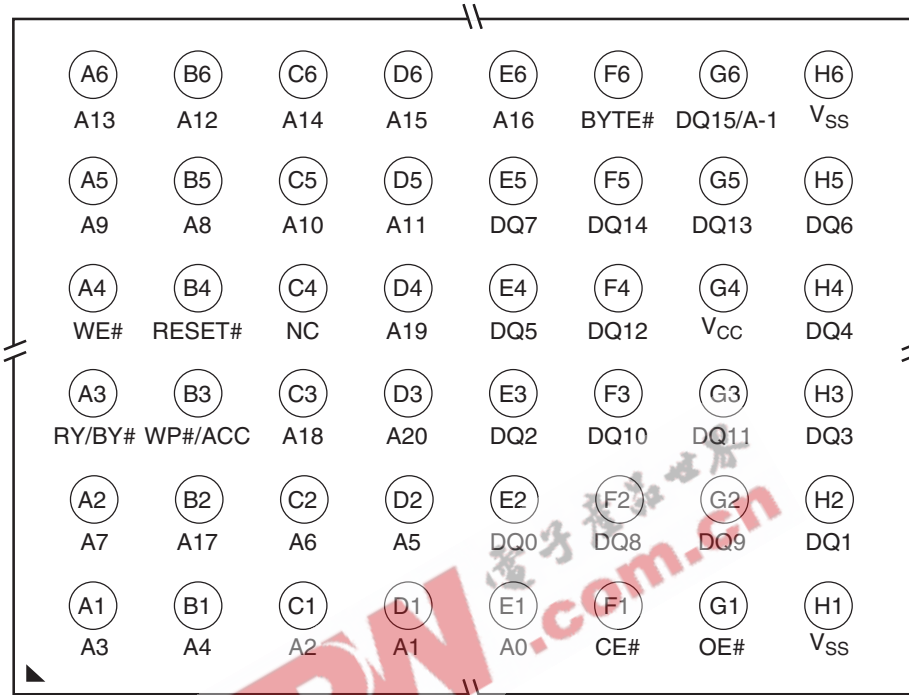 A6 B6 C6 D6 E6 F6 G6 H6
A13 A12 A14 A15 A16 BYTE# DQ15/A-1 VSS
A5 B5 C5 D5 E5 F5 G5 H5
A9 A8 A10 A11 DQ7 DQ14 DQ13 DQ6
A4 B4 C4 D4 E4 F4 G4 H4
WE# RESET# NC A19 DQ5 DQ12 VCC DQ4
A3 B3 C3 D3 E3 F3 G3 H3
RY/BY# WP#/ACC A18 A20 DQ2 DQ10 DQ11 DQ3
A2 B2 C2 D2 E2 F2 G2 H2
A7 A17 A6 A5 DQ0 DQ8 DQ9 DQ1
A1 B1 C1 D1 E1 F1 G1 H1
A3 A4 A2 A1 A0 CE# OE# VSS
.com.cn